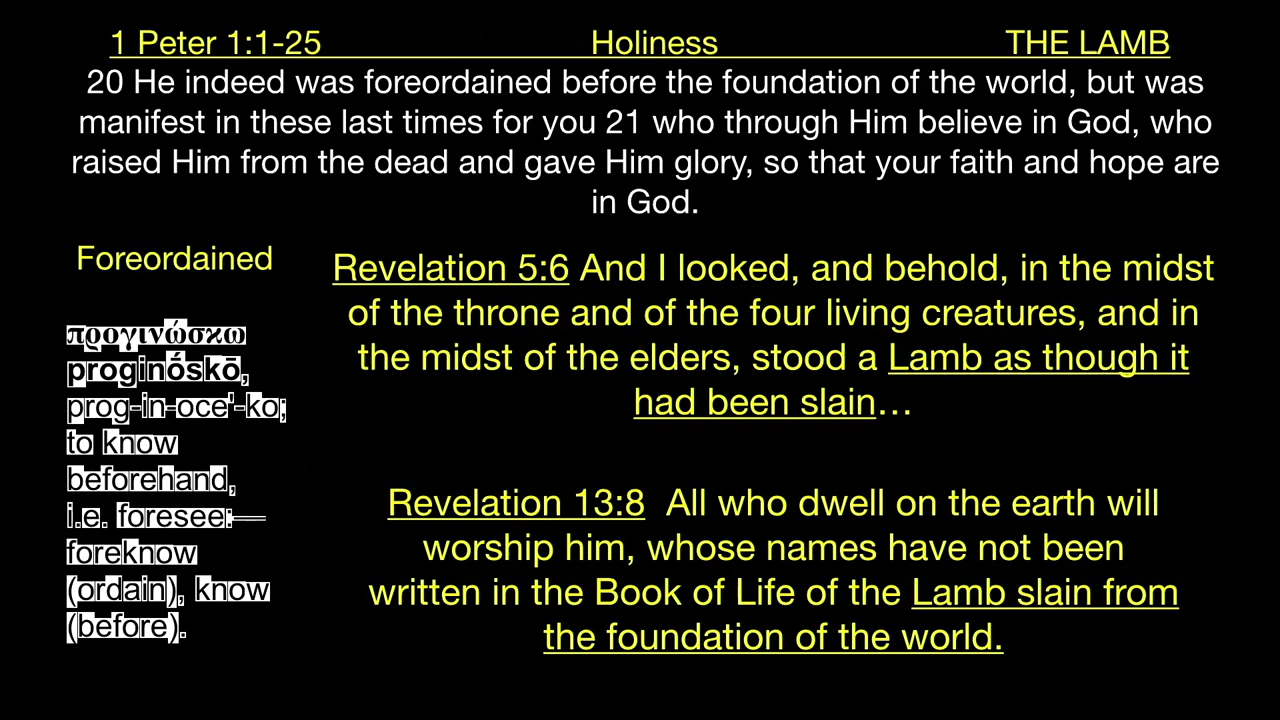 1 Peter 1:1-25 Holiness THE LAMB
20 He indeed was foreordained before the foundation of the world, but was
manifest in these last times for you 21 who through Him believe in God, who
raised Him from the dead and gave Him glory, so that your faith and hope are
in God.
Foreordained
προγινώσκω
proginṓskō,
prog-in-oce'-ko;
to know
beforehand,
i.e. foresee:—
foreknow
(ordain), know
(before).
Revelation 5:6 And I looked, and behold, in the midst
of the throne and of the four living creatures, and in
the midst of the elders, stood a Lamb as though it
had been slain…
Revelation 13:8 All who dwell on the earth will
worship him, whose names have not been
written in the Book of Life of the Lamb slain from
the foundation of the world.